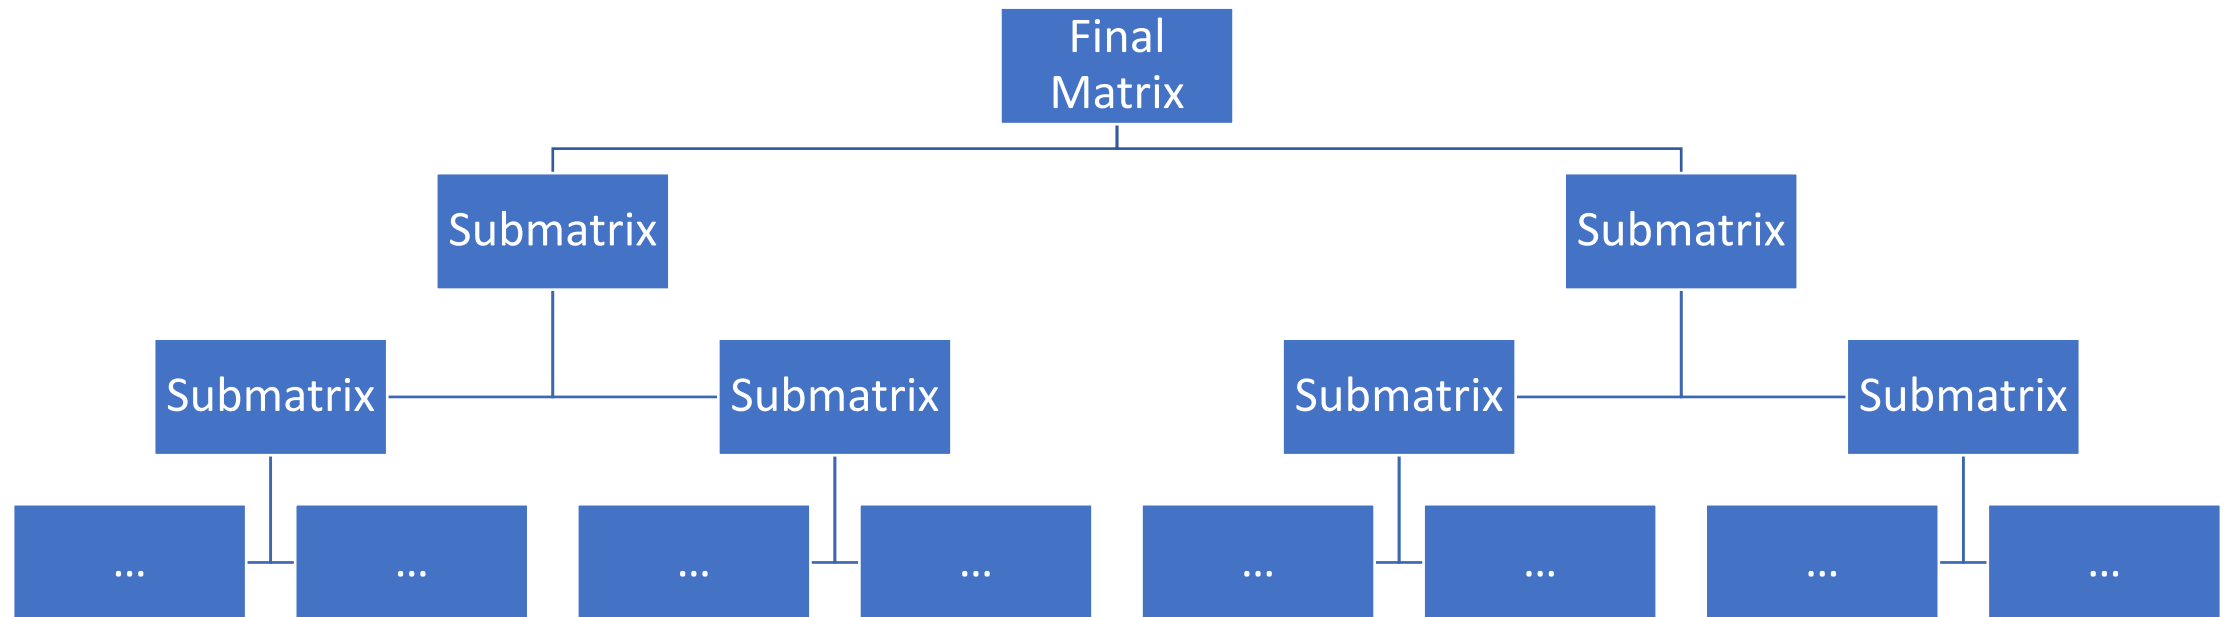 Final
Matrix
Submatrix Submatrix
Submatrix Submatrix Submatrix Submatrix
... ... ... ... ... ... ... ...